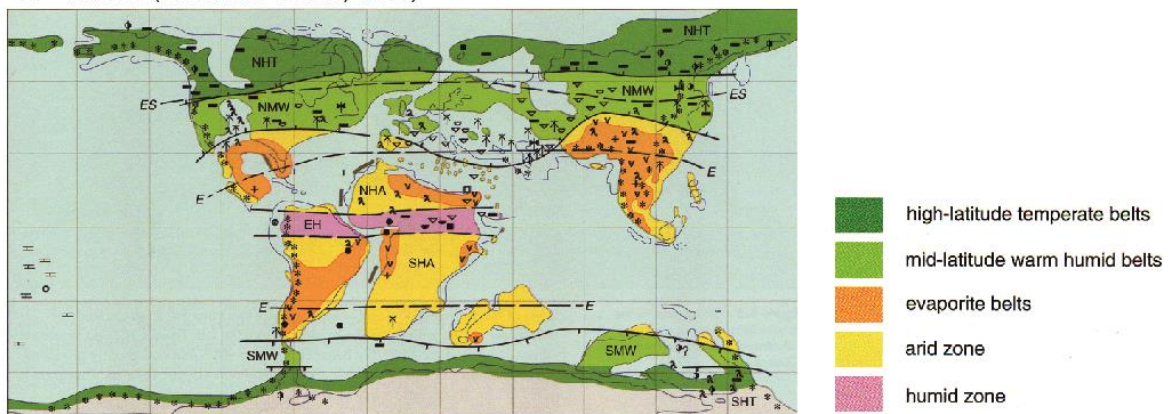 NHT
NHT
ES
NMW
NMW
ES
E
E
NHA
EH
SHA
E
E
SMW
SMW
SHT
high-latitude temperate belts
mid-latitude warm humid belts
evaporite belts
arid zone
humid zone